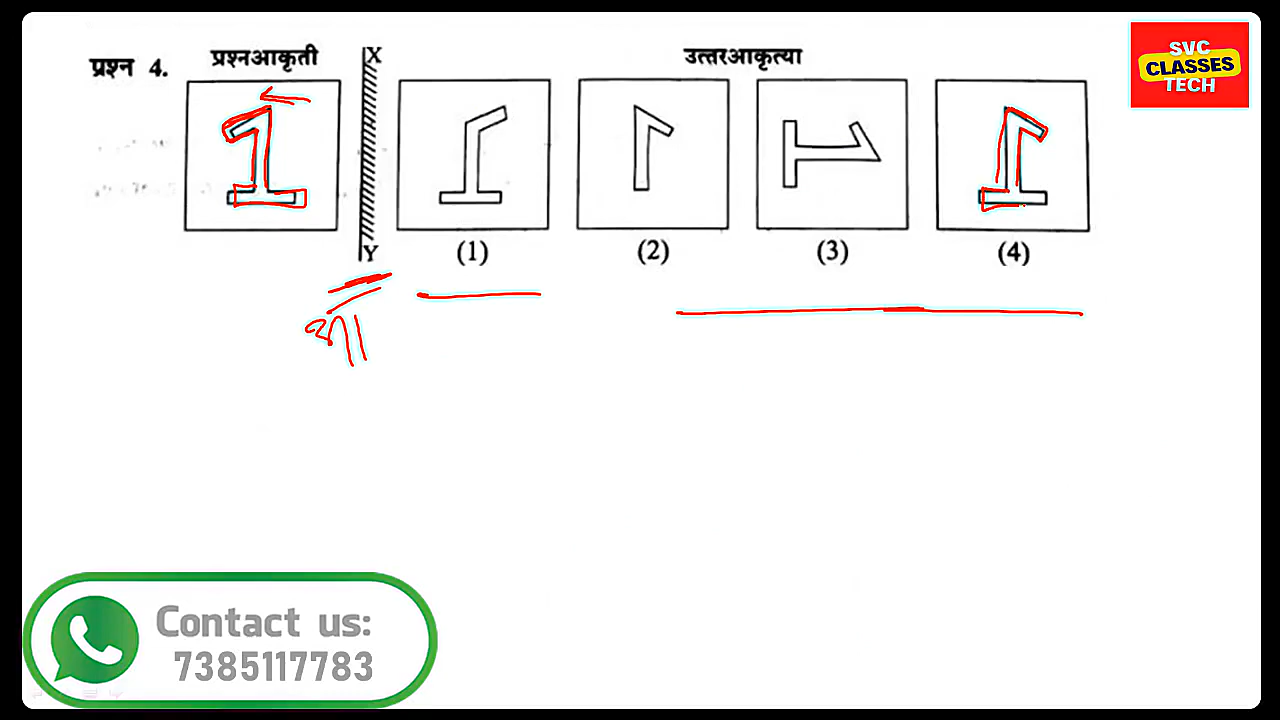 प्रश्न 4.
प्रश्नआकृती
X
उत्तरआकृत्या
SVC
CLASSES
TECH
Y
(1)
(2)
(3)
(4)
Contact us:
7385117783